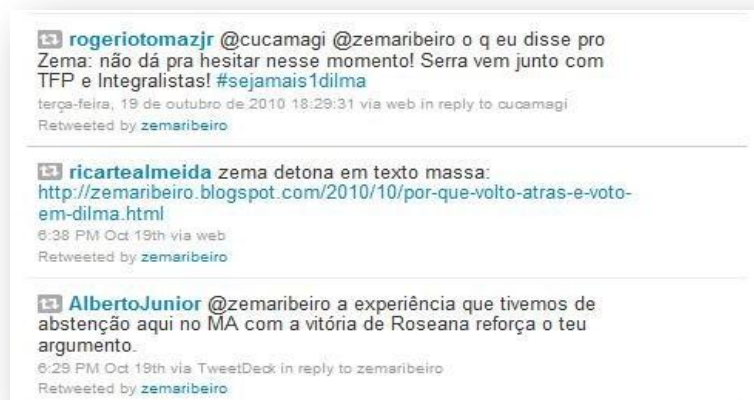 rogeriotomazjr @cucamagi @zemaribeiro o q eu disse pro
Zema: não dá pra hesitar nesse momento! Serra vem junto com
TFP e Integralistas! #sejamais1dilma
terça-feira, 19 de outubro de 2010 18:29:31 via web in reply to cucamagi
Retweeted by zemaribeiro
ricartealmeida zema detona em texto massa:
http://zemaribeiro.blogspot.com/2010/10/por-que-volto-atras-e-voto-
em-dilma.html
6:38 PM Oct 19th via web
Retweeted by zemaribeiro
AlbertoJunior @zemaribeiro a experiência que tivemos de
abstenção aqui no MA com a vitória de Roseana reforça o teu
argumento.
6:29 PM Oct 19th via TweetDeck in reply to zemaribeiro
Retweeted by zemaribeiro